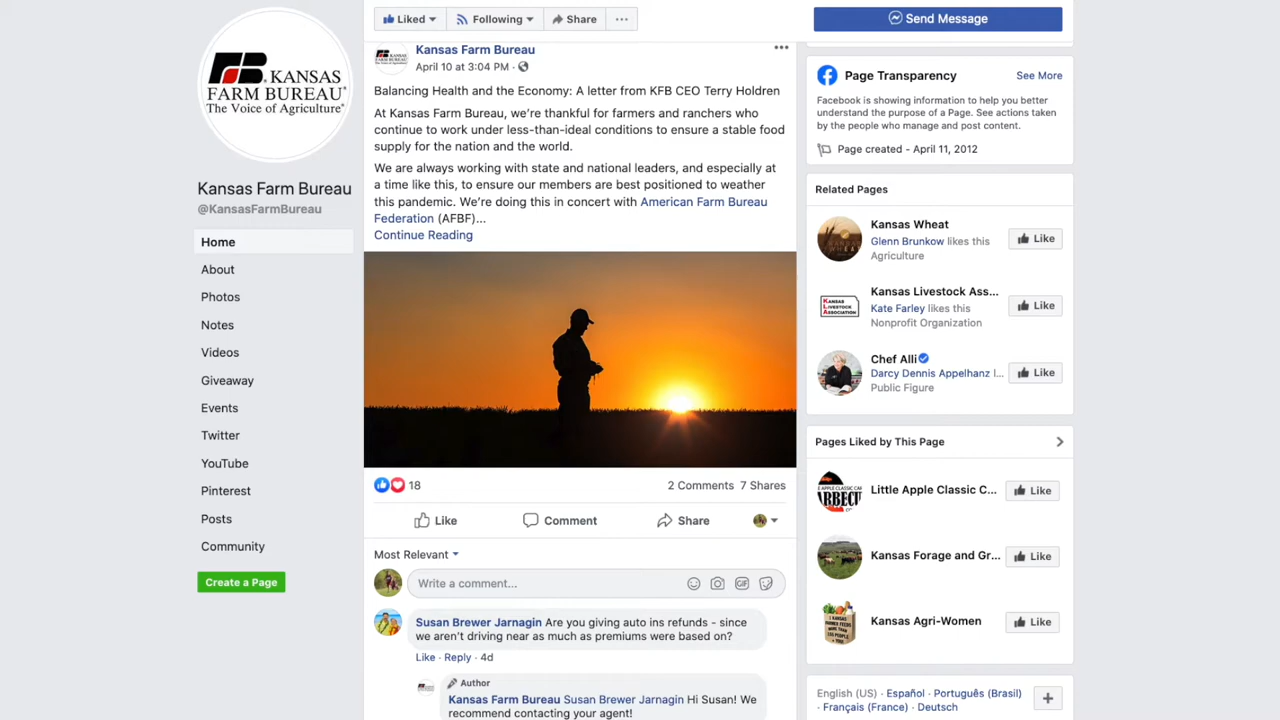 Liked
Following
Share
Send Message
KANSAS
FARM BUREAU®
The Voice of Agriculture®
Kansas Farm Bureau
@KansasFarmBureau
Home
About
Photos
Notes
Videos
Giveaway
Events
Twitter
YouTube
Pinterest
Posts
Community
Create a Page
Kansas Farm Bureau
April 10 at 3:04 PM ·
Balancing Health and the Economy: A letter from KFB CEO Terry Holdren
At Kansas Farm Bureau, we're thankful for farmers and ranchers who
continue to work under less-than-ideal conditions to ensure a stable food
supply for the nation and the world.
We are always working with state and national leaders, and especially at
a time like this, to ensure our members are best positioned to weather
this pandemic. We're doing this in concert with American Farm Bureau
Federation (AFBF)...
Continue Reading
18
2 Comments 7 Shares
Like
Comment
Share
Most Relevant
Write a comment...
GIF
Susan Brewer Jarnagin Are you giving auto ins refunds - since
we aren't driving near as much as premiums were based on?
Like · Reply · 4d
Author
Kansas Farm Bureau Susan Brewer Jarnagin Hi Susan! We
recommend contacting your agent!
Page Transparency
See More
Facebook is showing information to help you better
understand the purpose of a Page. See actions taken
by the people who manage and post content.
Page created - April 11, 2012
Related Pages
Kansas Wheat
Glenn Brunkow likes this
Agriculture
Like
Kansas Livestock Ass...
Kate Farley likes this
Nonprofit Organization
Like
KANSAS
LIVESTOCK
ASSOCIATION
Chef Alli
Darcy Dennis Appelhanz l...
Public Figure
Like
Pages Liked by This Page
Little Apple Classic C...
Like
Kansas Forage and Gr...
Like
Kansas Agri-Women
Like
English (US) · Español · Português (Brasil)
· Français (France) · Deutsch